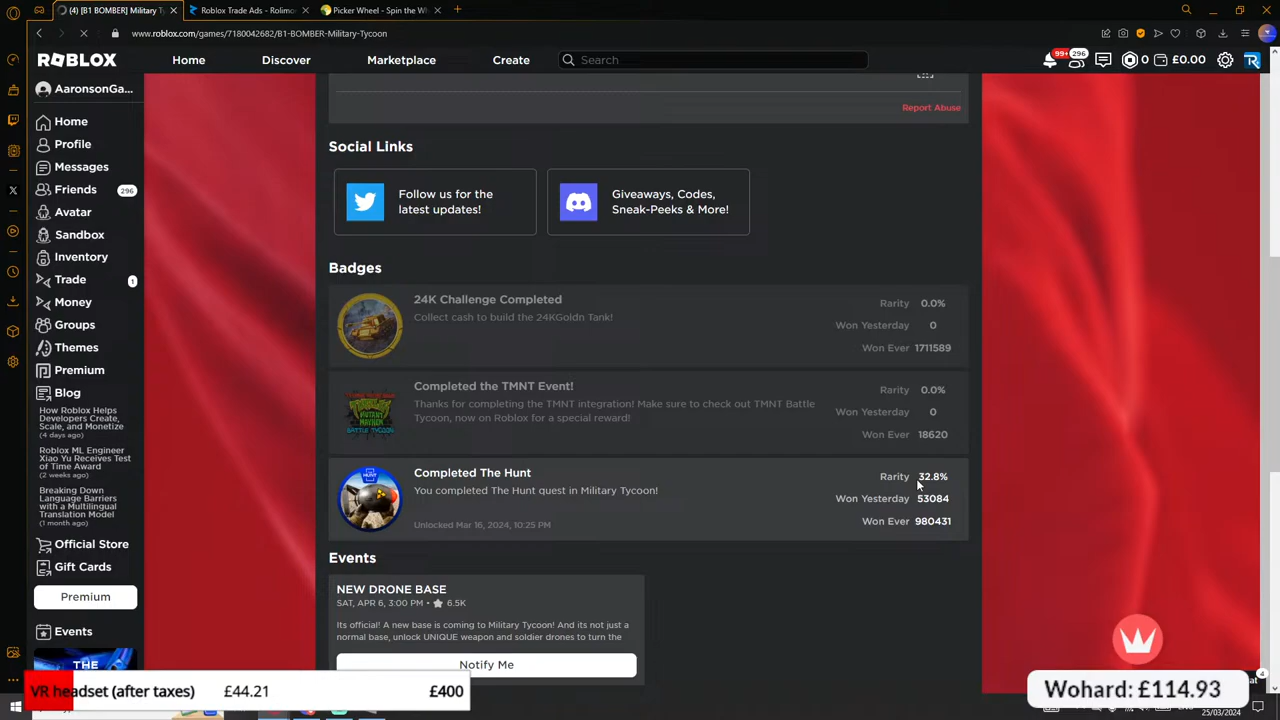 [B1 BOMBER] Military T
Roblox Trade Ads - Rolimo
Picker Wheel - Spin the Wh
www.roblox.com/games/7180042682/B1-BOMBER-Military-Tycoon
ROBLOX
Home
Discover
Marketplace
Create
Search
99+
296
0
£0.00
AaronsonGa...
Home
Profile
Messages
Friends
296
Avatar
Sandbox
Inventory
Trade
1
Money
Groups
Themes
Premium
Blog
How Roblox Helps
Developers Create,
Scale, and Monetize
(4 days ago)
Roblox ML Engineer
Xiao Yu Receives Test
of Time Award
(2 weeks ago)
Breaking Down
Language Barriers
with a Multilingual
Translation Model
(1 month ago)
Official Store
Gift Cards
Premium
Events
THE
Report Abuse
Social Links
Follow us for the
latest updates!
Giveaways, Codes,
Sneak-Peeks & More!
Badges
24K Challenge Completed
Collect cash to build the 24KGoldn Tank!
Rarity 0.0%
Won Yesterday 0
Won Ever 1711589
Completed the TMNT Event!
Thanks for completing the TMNT integration! Make sure to check out TMNT Battle
Tycoon, now on Roblox for a special reward!
Rarity 0.0%
Won Yesterday 0
Won Ever 18620
Completed The Hunt
You completed The Hunt quest in Military Tycoon!
Unlocked Mar 16, 2024, 10:25 PM
Rarity 32.8%
Won Yesterday 53084
Won Ever 980431
Events
NEW DRONE BASE
SAT, APR 6, 3:00 PM • ★ 6.5K
Its official! A new base is coming to Military Tycoon! And its not just a
normal base, unlock UNIQUE weapon and soldier drones to turn the
Notify Me
VR headset (after taxes) £44.21 £400
Wohard: £114.93
4
25/03/2024